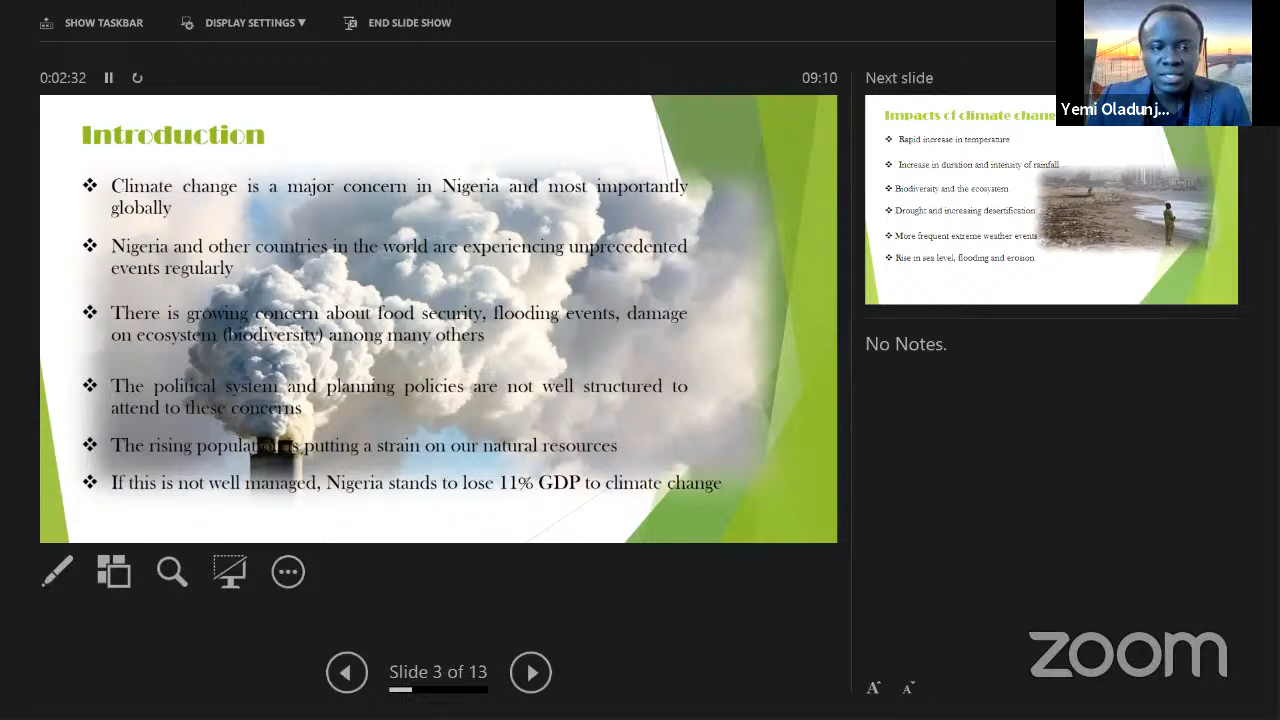 SHOW TASKBAR
DISPLAY SETTINGS ▼
END SLIDE SHOW
0:02:32
09:10
Next slide
Yemi Oladunj...
Introduction
❖ Climate change is a major concern in Nigeria and most importantly
globally
❖ Nigeria and other countries in the world are experiencing unprecedented
events regularly
❖ There is growing concern about food security, flooding events, damage
on ecosystem (biodiversity) among many others
❖ The political system and planning policies are not well structured to
attend to these concerns
❖ The rising population is putting a strain on our natural resources
❖ If this is not well managed, Nigeria stands to lose 11% GDP to climate change
Impacts of climate chang
❖ Rapid increase in temperature
❖ Increase in duration and intensity of rainfall
❖ Biodiversity and the ecosystem
❖ Drought and increasing desertification
❖ More frequent extreme weather events
❖ Rise in sea level, flooding and erosion
No Notes.
Slide 3 of 13
A A
zoom